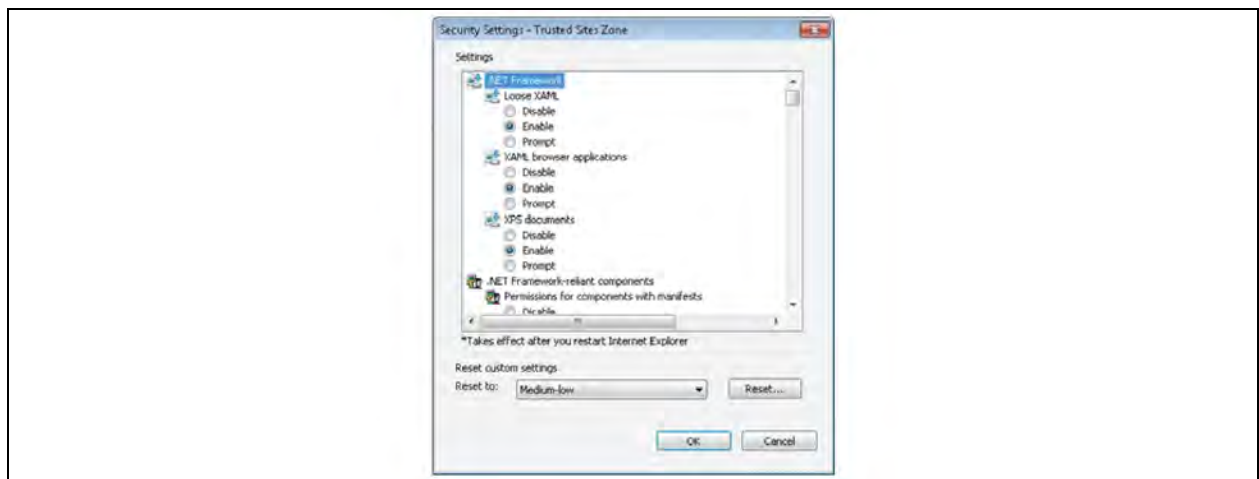 Security Settings - Trusted Sites Zone
Settings
.NET Framework
Loose XAML
Disable
Enable
Prompt
XAML browser applications
Disable
Enable
Prompt
XPS documents
Disable
Enable
Prompt
.NET Framework-reliant components
Permissions for components with manifests
Disable
*Takes effect after you restart Internet Explorer
Reset custom settings
Reset to: Medium-low Reset...
OK Cancel